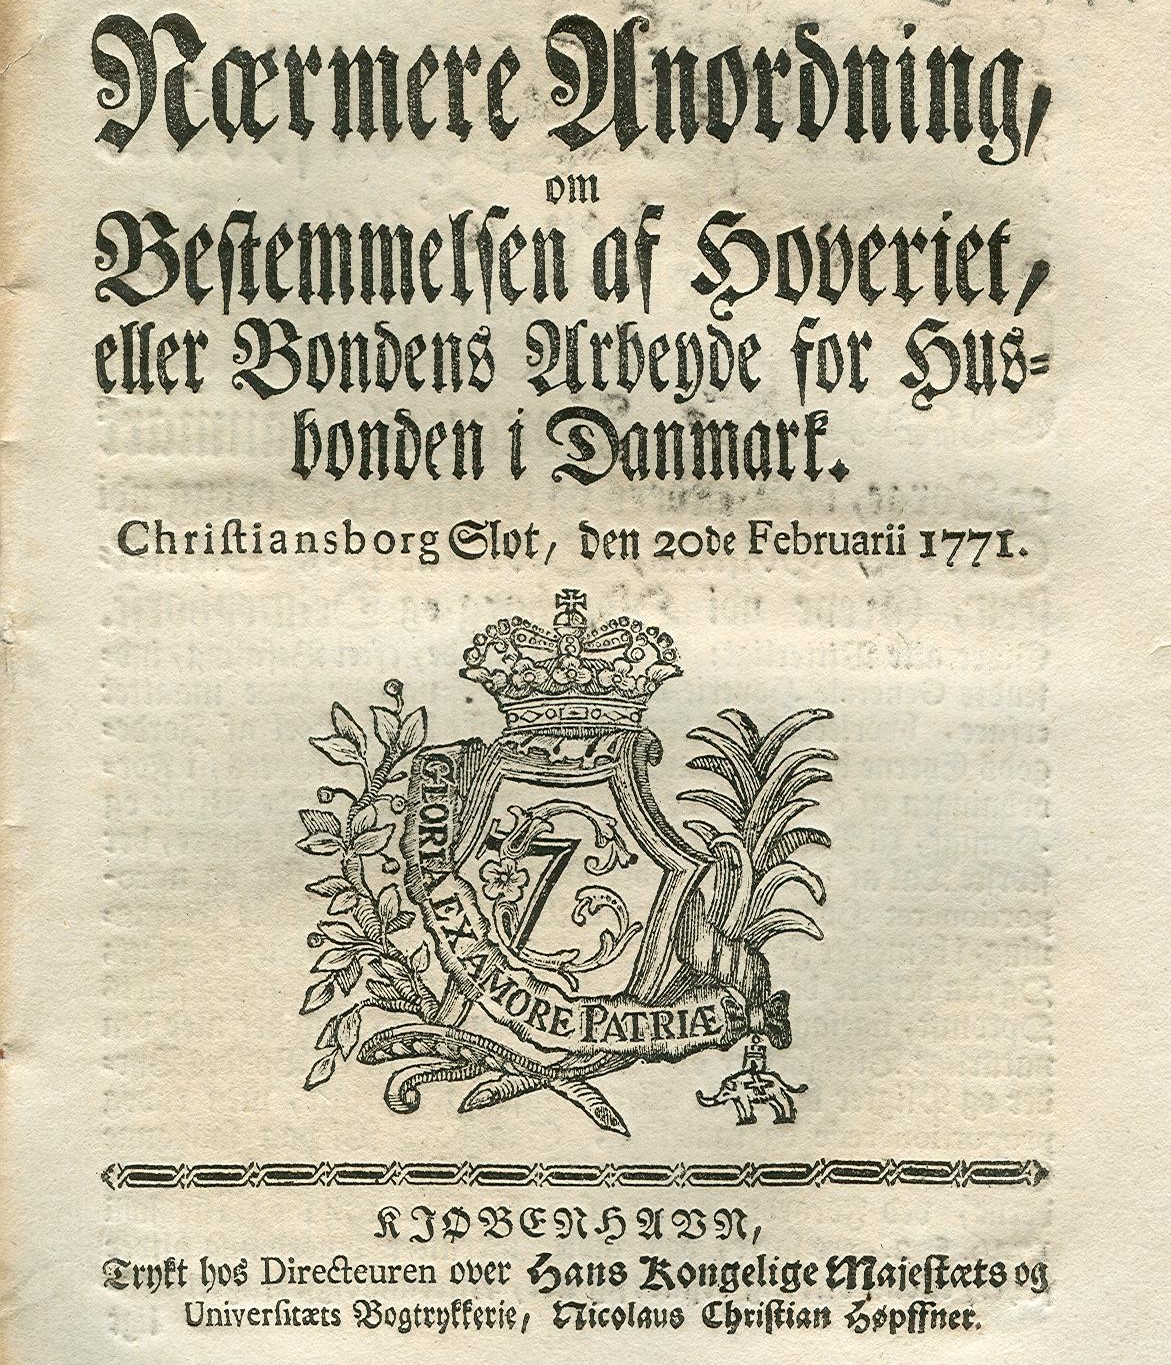 Nærmere Anordning,
om
Bestemmelsen af Hoveriet,
eller Bondens Arbeyde for Hus-
bonden i Danmark.
Christiansborg Slot, den 20de Februarii 1771.
7
GLORIA EX AMORE PATRIÆ
KIØBENHAVN,
Trykt hos Directeuren over Hans Kongelige Majestæts og
Universitæts Bogtrykkerie, Nicolaus Christian Høpffner.